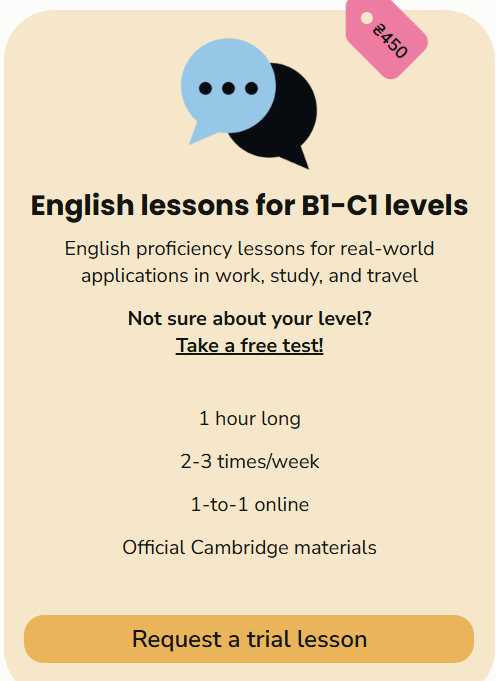 ₴450
English lessons for B1-C1 levels
English proficiency lessons for real-world
applications in work, study, and travel
Not sure about your level?
Take a free test!
1 hour long
2-3 times/week
1-to-1 online
Official Cambridge materials
Request a trial lesson